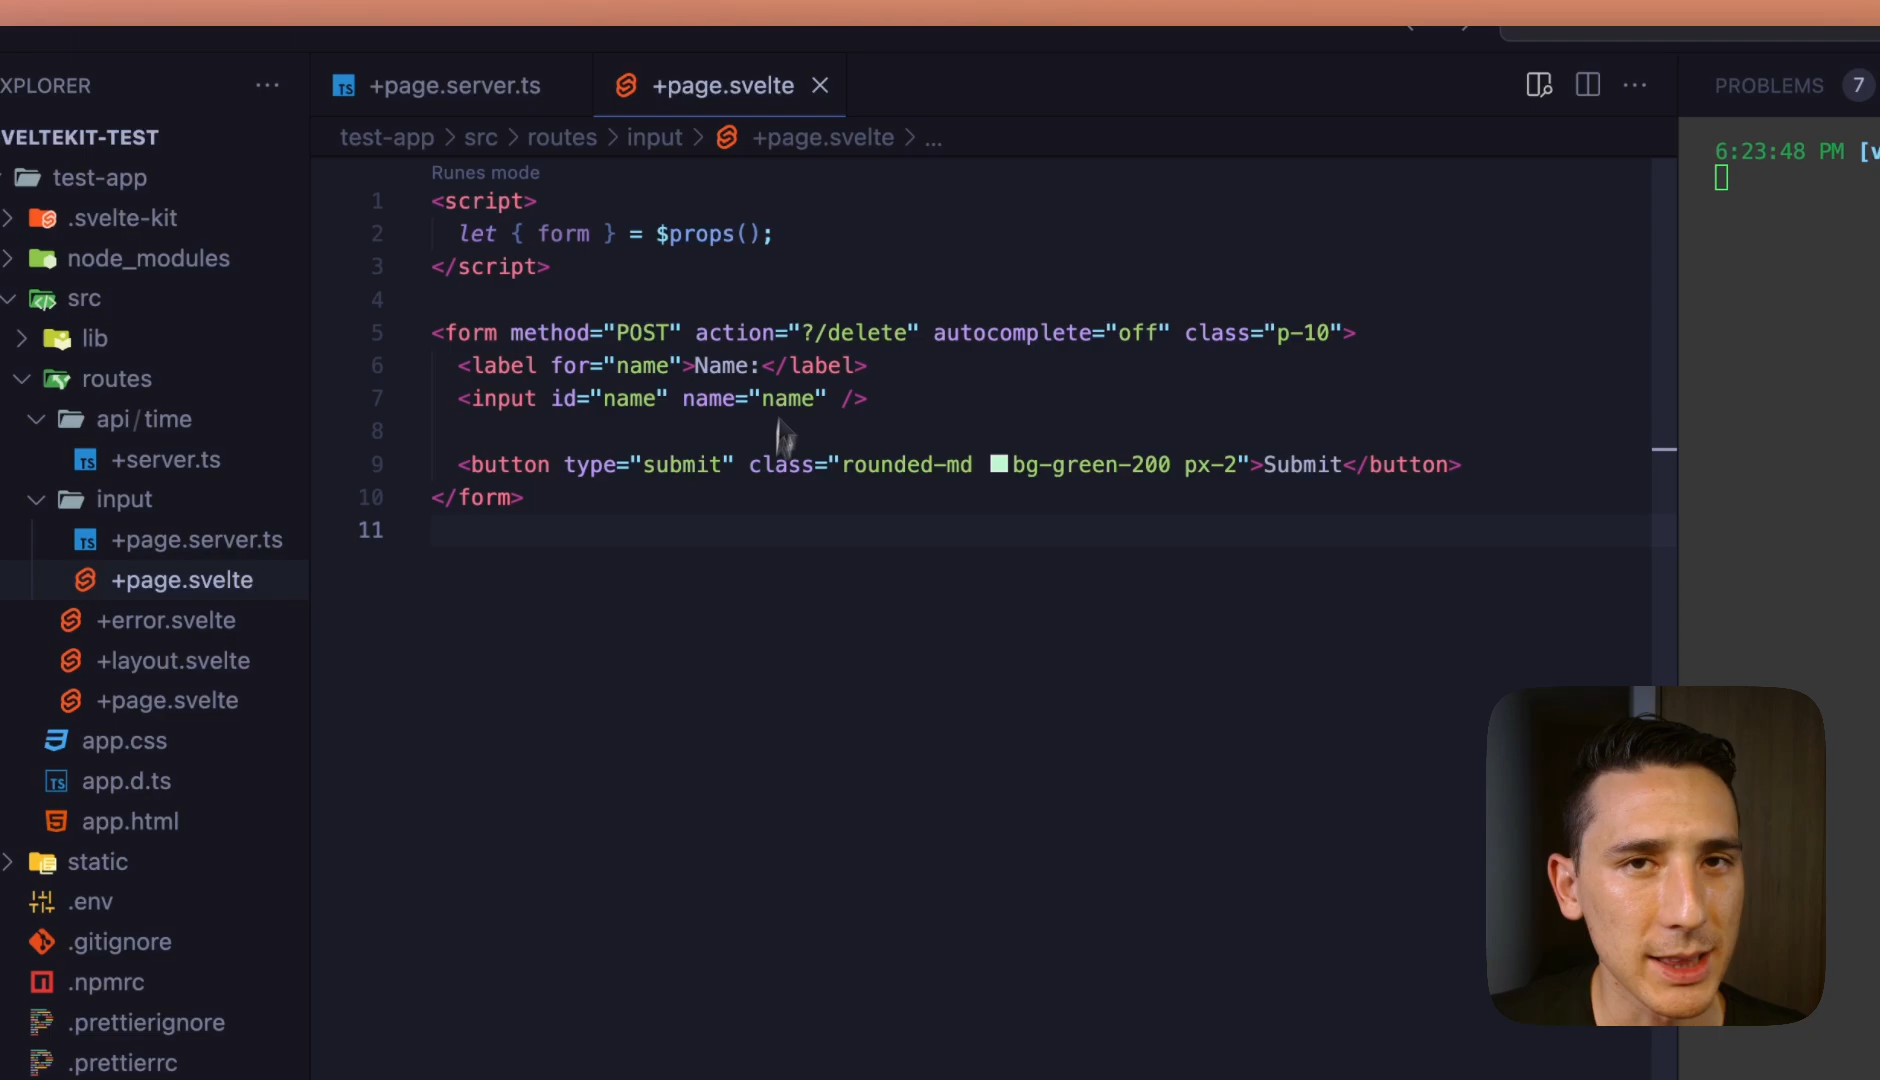 XPLORER
VELTEKIT-TEST
test-app
.svelte-kit
node_modules
src
lib
routes
api/time
+server.ts
input
+page.server.ts
+page.svelte
+error.svelte
+layout.svelte
+page.svelte
app.css
app.d.ts
app.html
static
.env
.gitignore
.npmrc
.prettierignore
.prettierrc
+page.server.ts
+page.svelte
test-app > src > routes > input > +page.svelte > ...
Runes mode
1 <script>
2 let { form } = $props();
3 </script>
4
5 <form method="POST" action="?/delete" autocomplete="off" class="p-10">
6 <label for="name">Name:</label>
7 <input id="name" name="name" />
8
9 <button type="submit" class="rounded-md bg-green-200 px-2">Submit</button>
10 </form>
11
PROBLEMS 7
6:23:48 PM [v